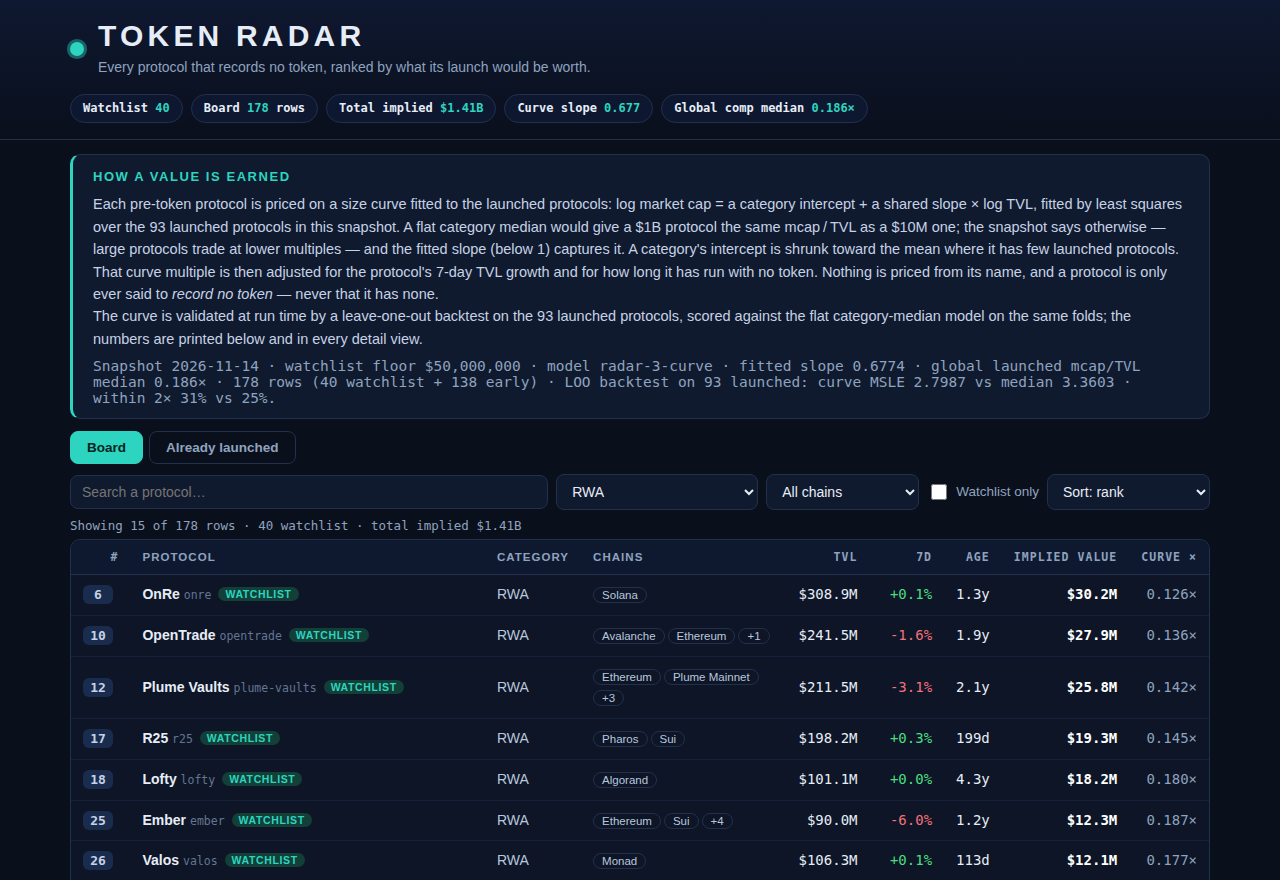 TOKEN RADAR
Every protocol that records no token, ranked by what its launch would be worth.
Watchlist 40 Board 178 rows Total implied $1.41B Curve slope 0.677 Global comp median 0.186×
HOW A VALUE IS EARNED
Each pre-token protocol is priced on a size curve fitted to the launched protocols: log market cap = a category intercept + a shared slope × log TVL, fitted by least squares
over the 93 launched protocols in this snapshot. A flat category median would give a $1B protocol the same mcap / TVL as a $10M one; the snapshot says otherwise —
large protocols trade at lower multiples — and the fitted slope (below 1) captures it. A category's intercept is shrunk toward the mean where it has few launched protocols.
That curve multiple is then adjusted for the protocol's 7-day TVL growth and for how long it has run with no token. Nothing is priced from its name, and a protocol is only
ever said to record no token — never that it has none.
The curve is validated at run time by a leave-one-out backtest on the 93 launched protocols, scored against the flat category-median model on the same folds; the
numbers are printed below and in every detail view.
Snapshot 2026-11-14 · watchlist floor $50,000,000 · model radar-3-curve · fitted slope 0.6774 · global launched mcap/TVL
median 0.186× · 178 rows (40 watchlist + 138 early) · LOO backtest on 93 launched: curve MSLE 2.7987 vs median 3.3603 ·
within 2× 31% vs 25%.
Board Already launched
Search a protocol… RWA All chains Watchlist only Sort: rank
Showing 15 of 178 rows · 40 watchlist · total implied $1.41B
# PROTOCOL CATEGORY CHAINS TVL 7D AGE IMPLIED VALUE CURVE ×
6 OnRe onre WATCHLIST RWA Solana $308.9M +0.1% 1.3y $30.2M 0.126×
10 OpenTrade opentrade WATCHLIST RWA Avalanche Ethereum +1 $241.5M -1.6% 1.9y $27.9M 0.136×
12 Plume Vaults plume-vaults WATCHLIST RWA Ethereum Plume Mainnet +3 $211.5M -3.1% 2.1y $25.8M 0.142×
17 R25 r25 WATCHLIST RWA Pharos Sui $198.2M +0.3% 199d $19.3M 0.145×
18 Lofty lofty WATCHLIST RWA Algorand $101.1M +0.0% 4.3y $18.2M 0.180×
25 Ember ember WATCHLIST RWA Ethereum Sui +4 $90.0M -6.0% 1.2y $12.3M 0.187×
26 Valos valos WATCHLIST RWA Monad $106.3M +0.1% 113d $12.1M 0.177×